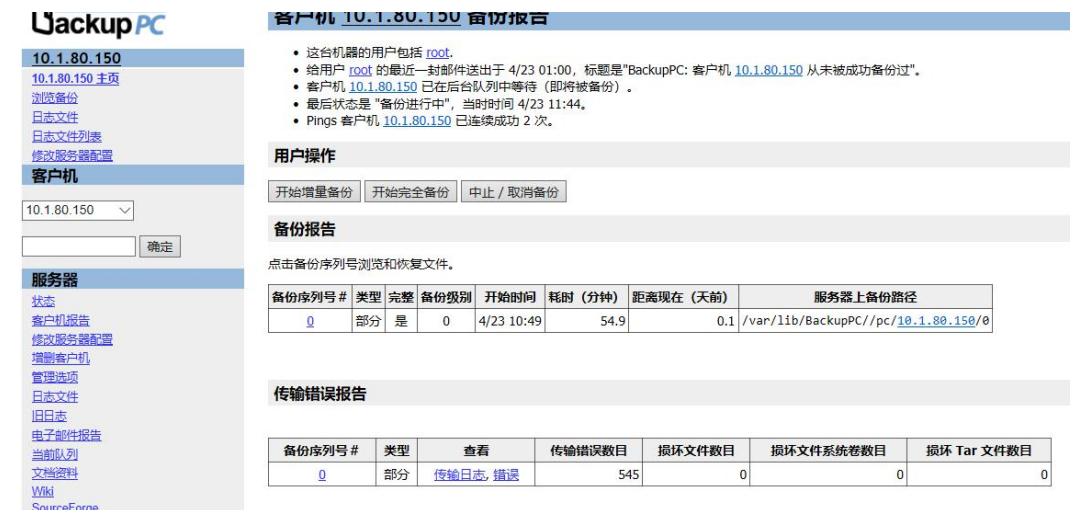 BackupPC
10.1.80.150
10.1.80.150 主页
浏览备份
日志文件
日志文件列表
修改服务器配置
客户机
10.1.80.150
确定
服务器
状态
客户机报告
修改服务器配置
增删客户机
管理选项
日志文件
旧日志
电子邮件报告
当前队列
文档资料
Wiki
SourceForge
客户机 10.1.80.150 备份报告
• 这台机器的用户包括 root.
• 给用户 root 的最近一封邮件送出于 4/23 01:00，标题是"BackupPC: 客户机 10.1.80.150 从未被成功备份过"。
• 客户机 10.1.80.150 已在后台队列中等待（即将被备份）。
• 最后状态是 "备份进行中"，当时时间 4/23 11:44。
• Pings 客户机 10.1.80.150 已连续成功 2 次。
用户操作
开始增量备份 开始完全备份 中止 / 取消备份
备份报告
点击备份序列号浏览和恢复文件。
备份序列号 # 类型 完整 备份级别 开始时间 耗时（分钟） 距离现在（天前） 服务器上备份路径
0 部分 是 0 4/23 10:49 54.9 0.1 /var/lib/BackupPC//pc/10.1.80.150/0
传输错误报告
备份序列号 # 类型 查看 传输错误数目 损坏文件数目 损坏文件系统卷数目 损坏 Tar 文件数目
0 部分 传输日志, 错误 545 0 0 0